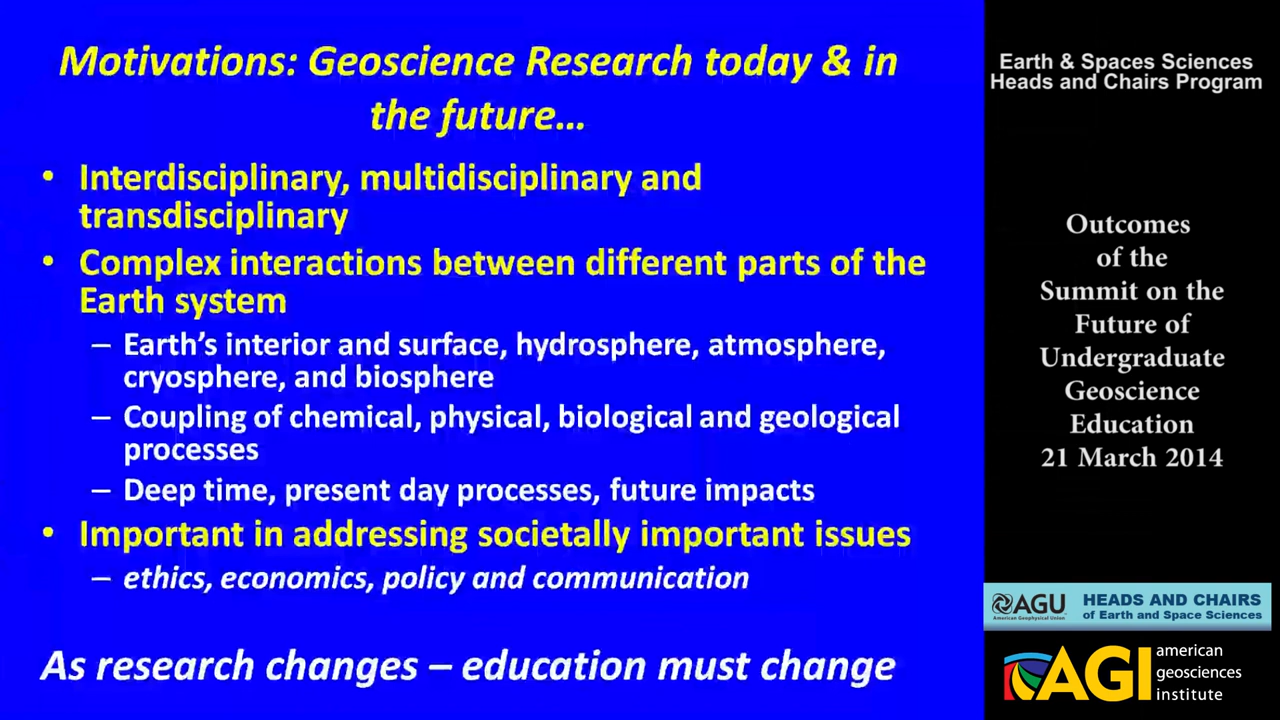 Motivations: Geoscience Research today & in
the future…
• Interdisciplinary, multidisciplinary and
transdisciplinary
• Complex interactions between different parts of the
Earth system
– Earth’s interior and surface, hydrosphere, atmosphere,
cryosphere, and biosphere
– Coupling of chemical, physical, biological and geological
processes
– Deep time, present day processes, future impacts
• Important in addressing societally important issues
– ethics, economics, policy and communication
As research changes – education must change
Earth & Spaces Sciences
Heads and Chairs Program
Outcomes
of the
Summit on the
Future of
Undergraduate
Geoscience
Education
21 March 2014
AGU
American Geophysical Union
HEADS AND CHAIRS
of Earth and Space Sciences
AGI
american
geosciences
institute